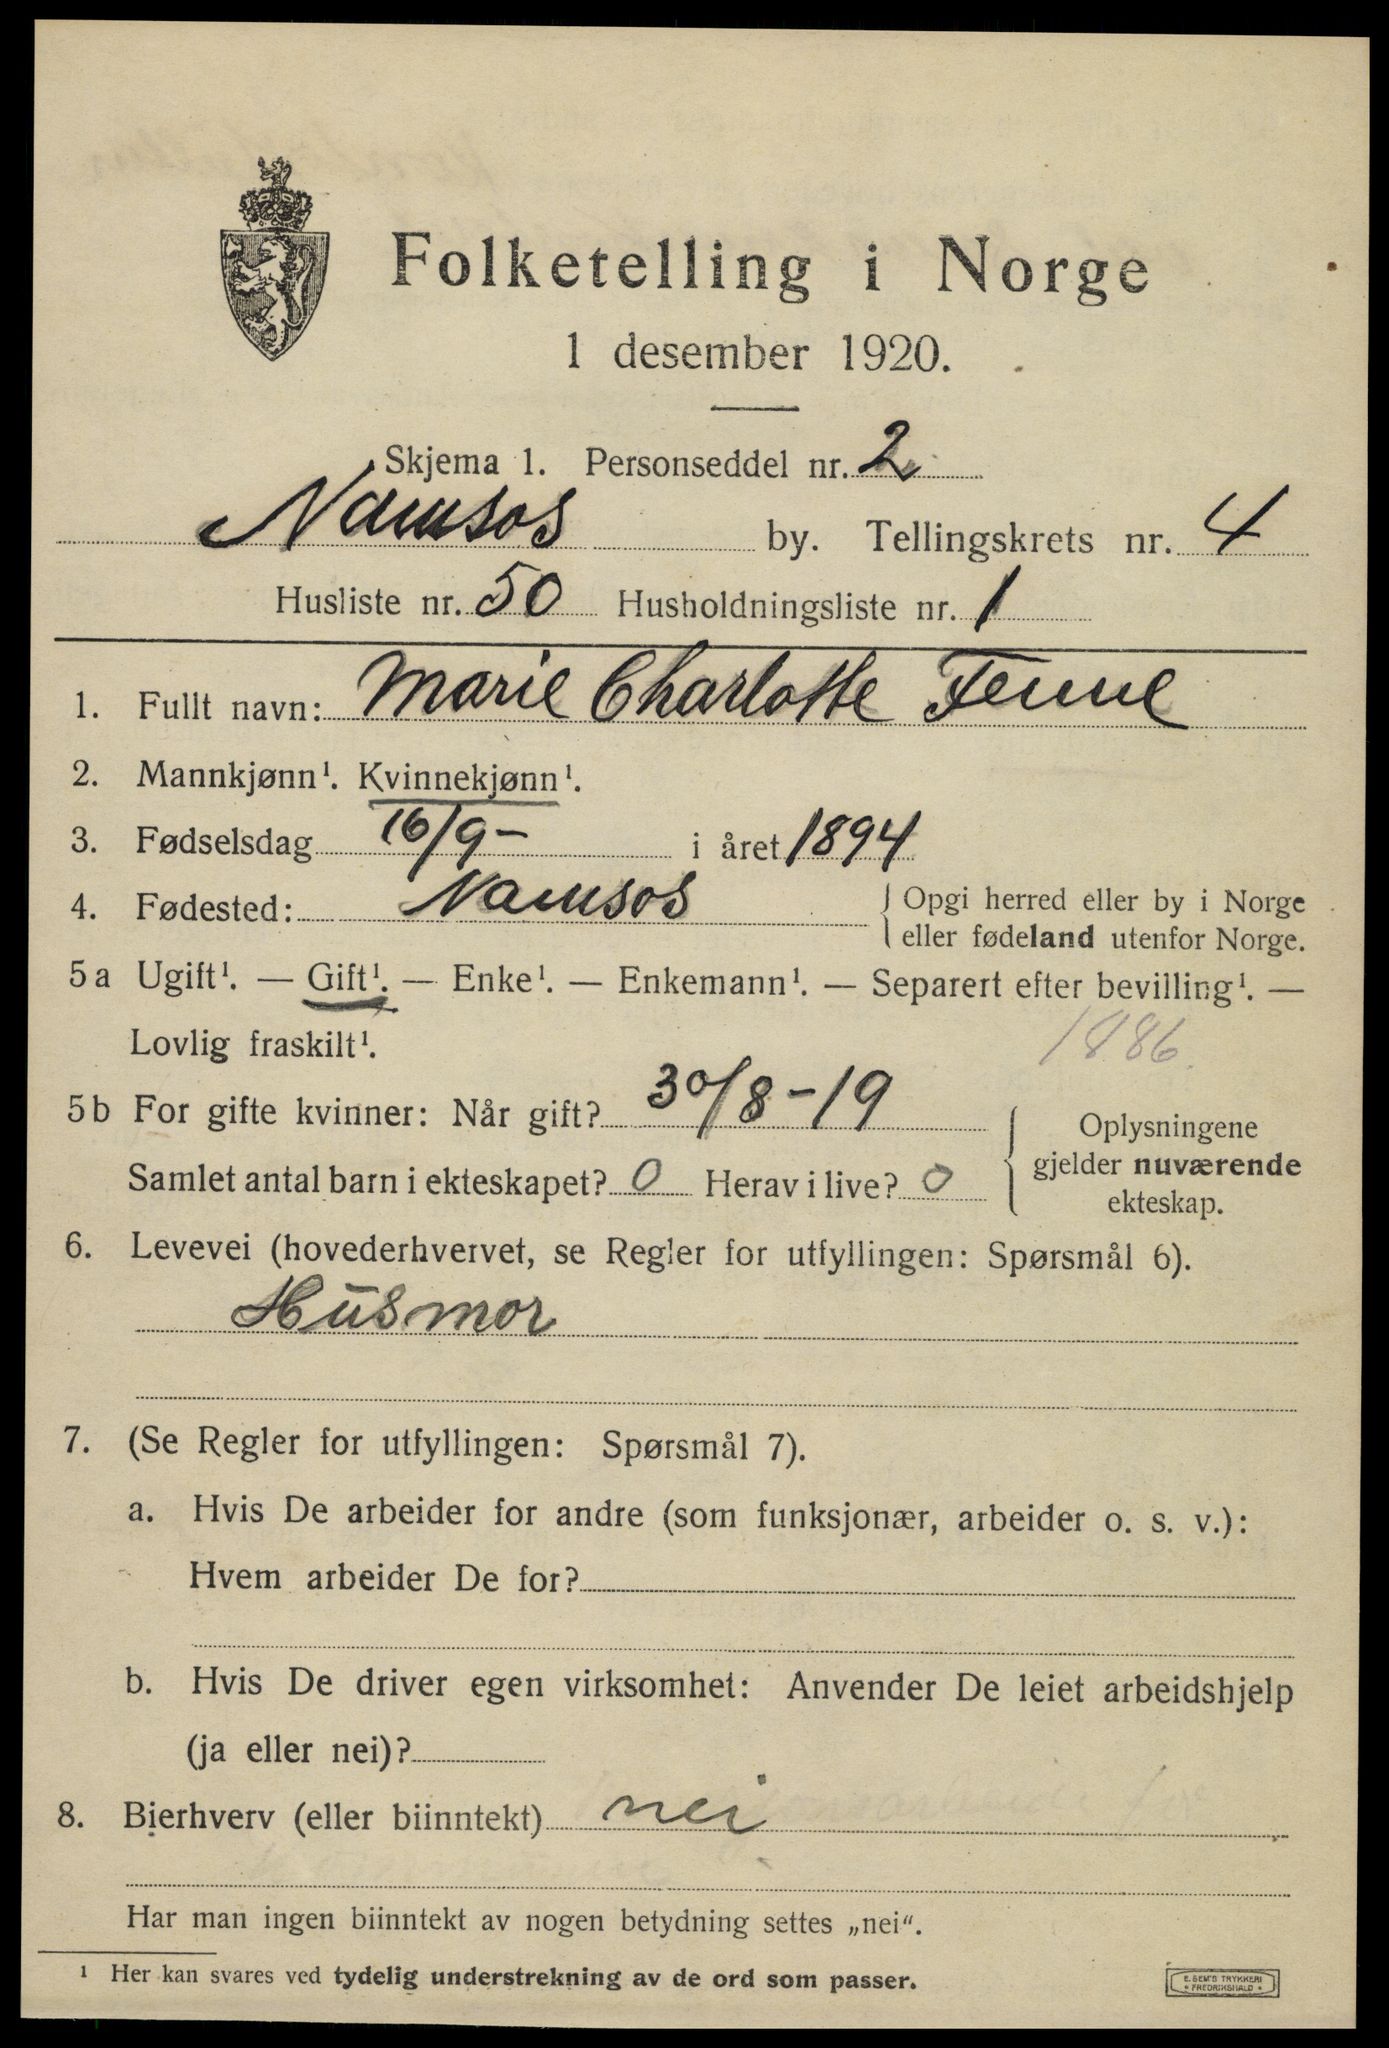 Folketelling i Norge
1 desember 1920.
Skjema 1. Personseddel nr. 2
Namsos by. Tellingskrets nr. 4
Husliste nr. 50 Husholdningsliste nr. 1
1. Fullt navn: Marie Charlotte Fenne
2. Mannkjønn¹. Kvinnekjønn¹.
3. Fødselsdag 16/9- i året 1894
4. Fødested: Namsos { Opgi herred eller by i Norge
eller fødeland utenfor Norge.
5a Ugift¹. — Gift¹. — Enke¹. — Enkemann¹. — Separert efter bevilling¹. —
Lovlig fraskilt¹. 1886
5b For gifte kvinner: Når gift? 30/8-19
Samlet antal barn i ekteskapet? 0 Herav i live? 0
{ Oplysningene
gjelder nuværende
ekteskap.
6. Levevei (hovederhvervet, se Regler for utfyllingen: Spørsmål 6).
Husmor
7. (Se Regler for utfyllingen: Spørsmål 7).
a. Hvis De arbeider for andre (som funksjonær, arbeider o. s. v.):
Hvem arbeider De for?
b. Hvis De driver egen virksomhet: Anvender De leiet arbeidshjelp
(ja eller nei)?
8. Bierhverv (eller biinntekt) nei
Har man ingen biinntekt av nogen betydning settes „nei“.
¹ Her kan svares ved tydelig understrekning av de ord som passer.
E. SEM'S TRYKKERI
• FREDRIKSHALD •